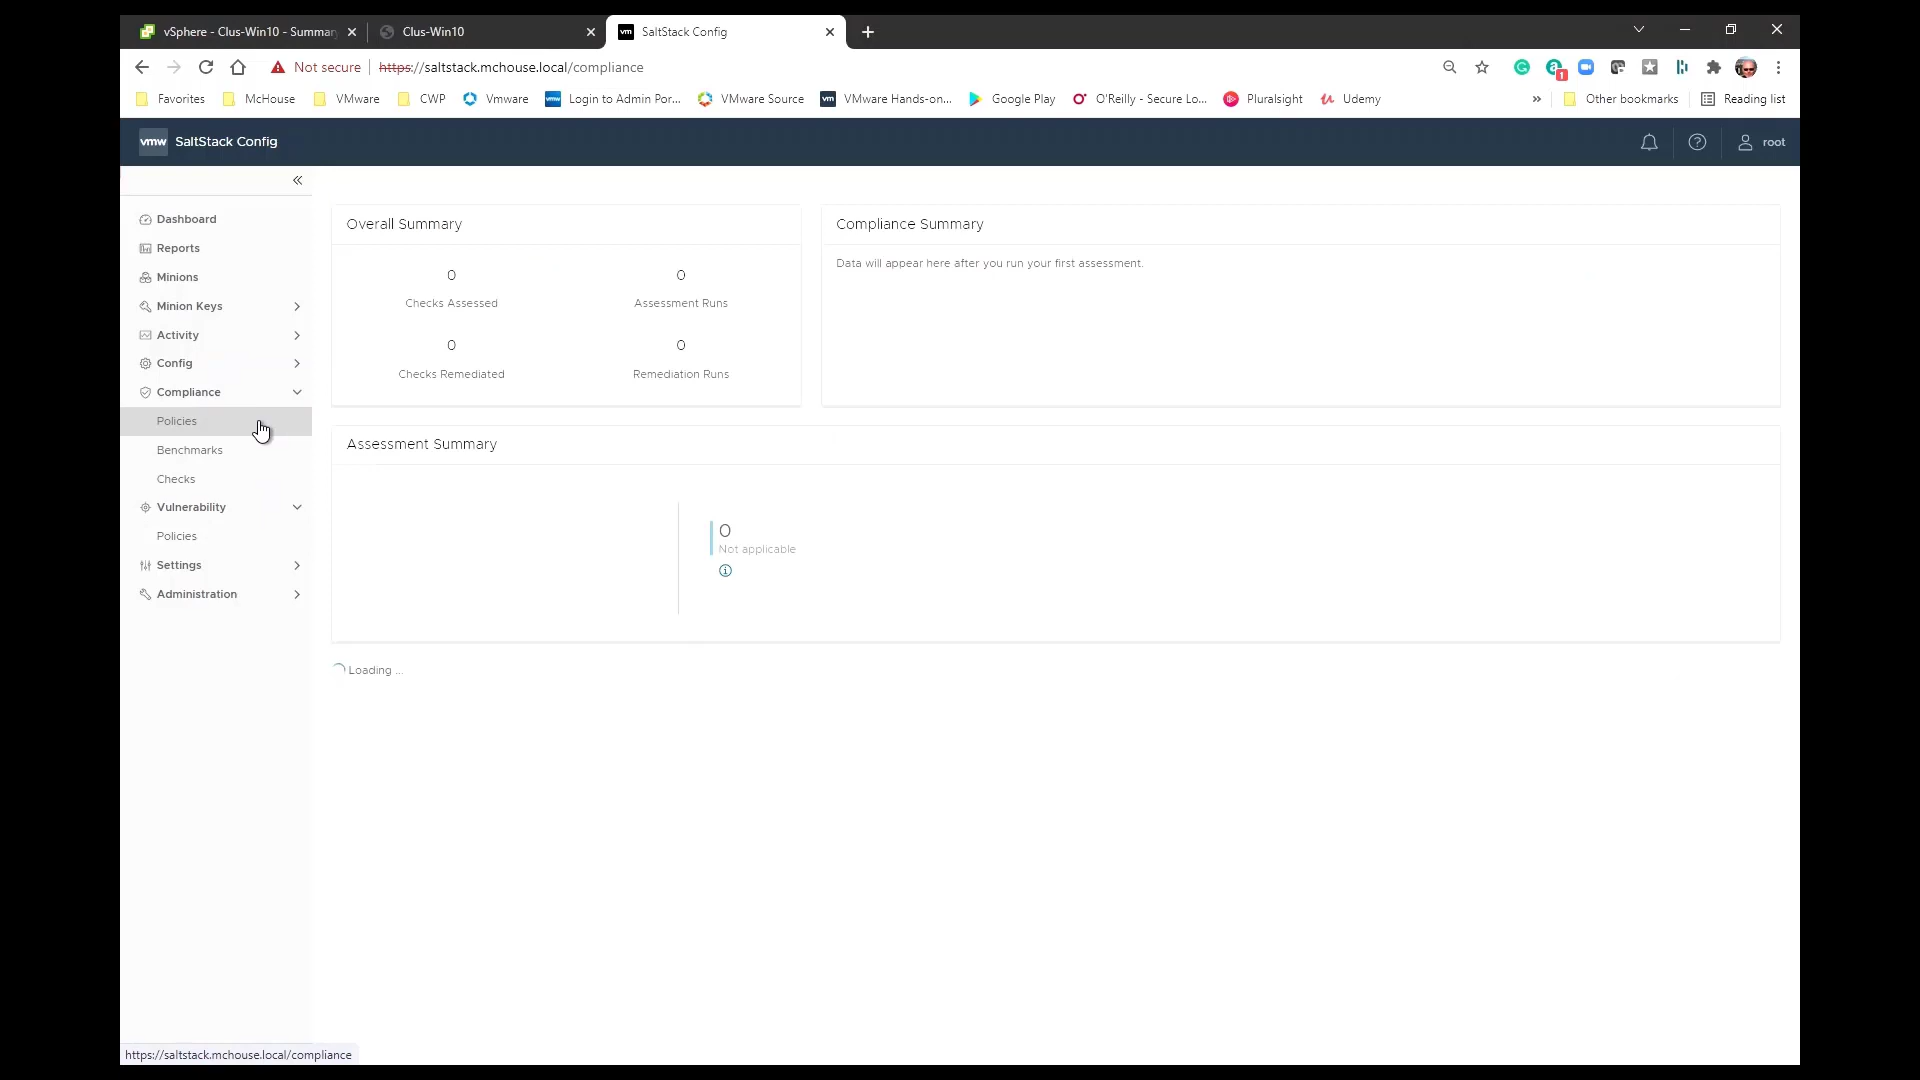 vSphere - Clus-Win10 - Summar
Clus-Win10
SaltStack Config
Not secure
https://saltstack.mchouse.local/compliance
1
Favorites
McHouse
VMware
CWP
Vmware
Login to Admin Por...
VMware Source
VMware Hands-on...
Google Play
O'Reilly - Secure Lo...
Pluralsight
Udemy
»
Other bookmarks
Reading list
vmw SaltStack Config
root
Dashboard
Reports
Minions
Minion Keys
Activity
Config
Compliance
Policies
Benchmarks
Checks
Vulnerability
Policies
Settings
Administration
Overall Summary
0
Checks Assessed
0
Assessment Runs
0
Checks Remediated
0
Remediation Runs
Compliance Summary
Data will appear here after you run your first assessment.
Assessment Summary
0
Not applicable
Loading ...
https://saltstack.mchouse.local/compliance